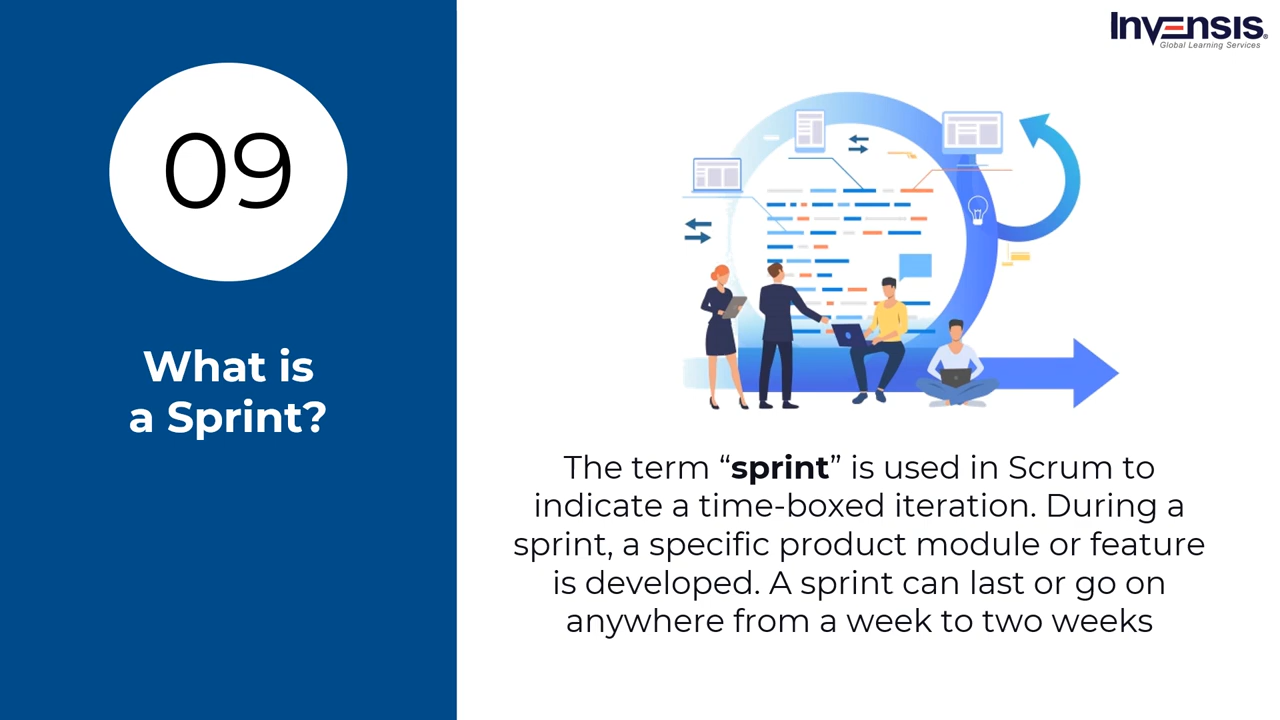 09
What is
a Sprint?
Invensis®
Global Learning Services
The term “sprint” is used in Scrum to
indicate a time-boxed iteration. During a
sprint, a specific product module or feature
is developed. A sprint can last or go on
anywhere from a week to two weeks